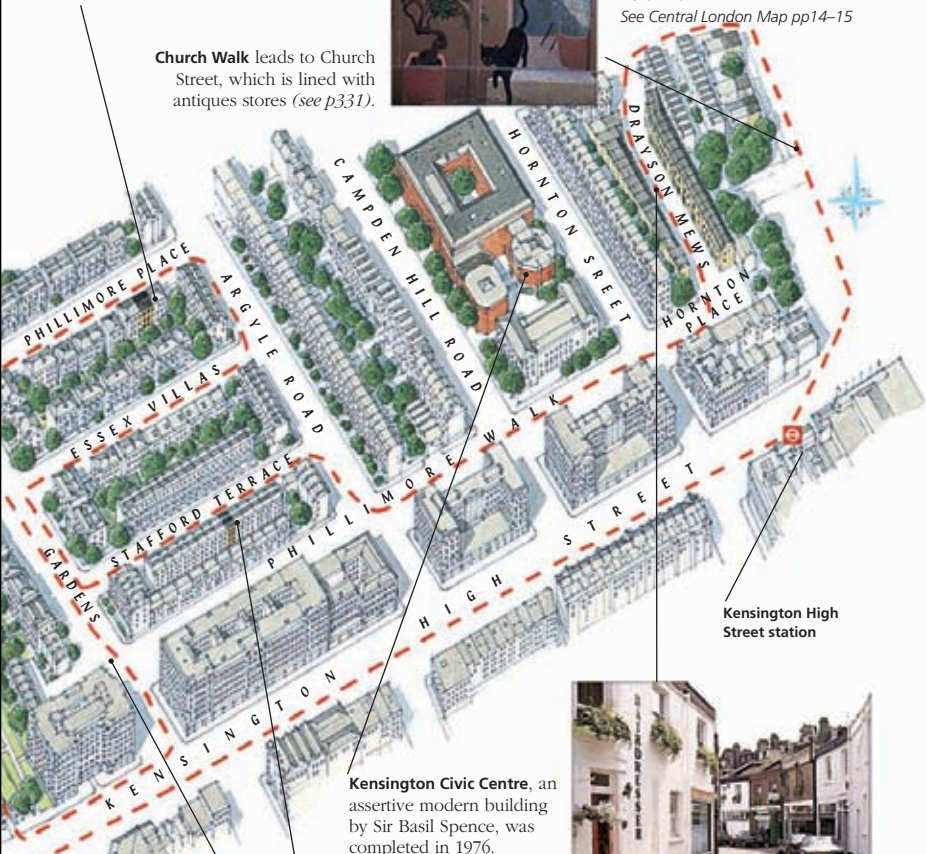 See Central London Map pp14–15
Church Walk leads to Church
Street, which is lined with
antiques stores (see p331).
DRAYSON MEWS
HORNTON SREET
CAMPDEN HILL ROAD
HORNTON
PLACE
PHILLIMORE PLACE
ARGYLE ROAD
ESSEX VILLAS
PHILLIMORE WALK
STAFFORD TERRACE
GARDENS
PHILLIMORE
KENSINGTON HIGH STREET
Kensington High
Street station
Kensington Civic Centre, an
assertive modern building
by Sir Basil Spence, was
completed in 1976.
HAIRDRESSER